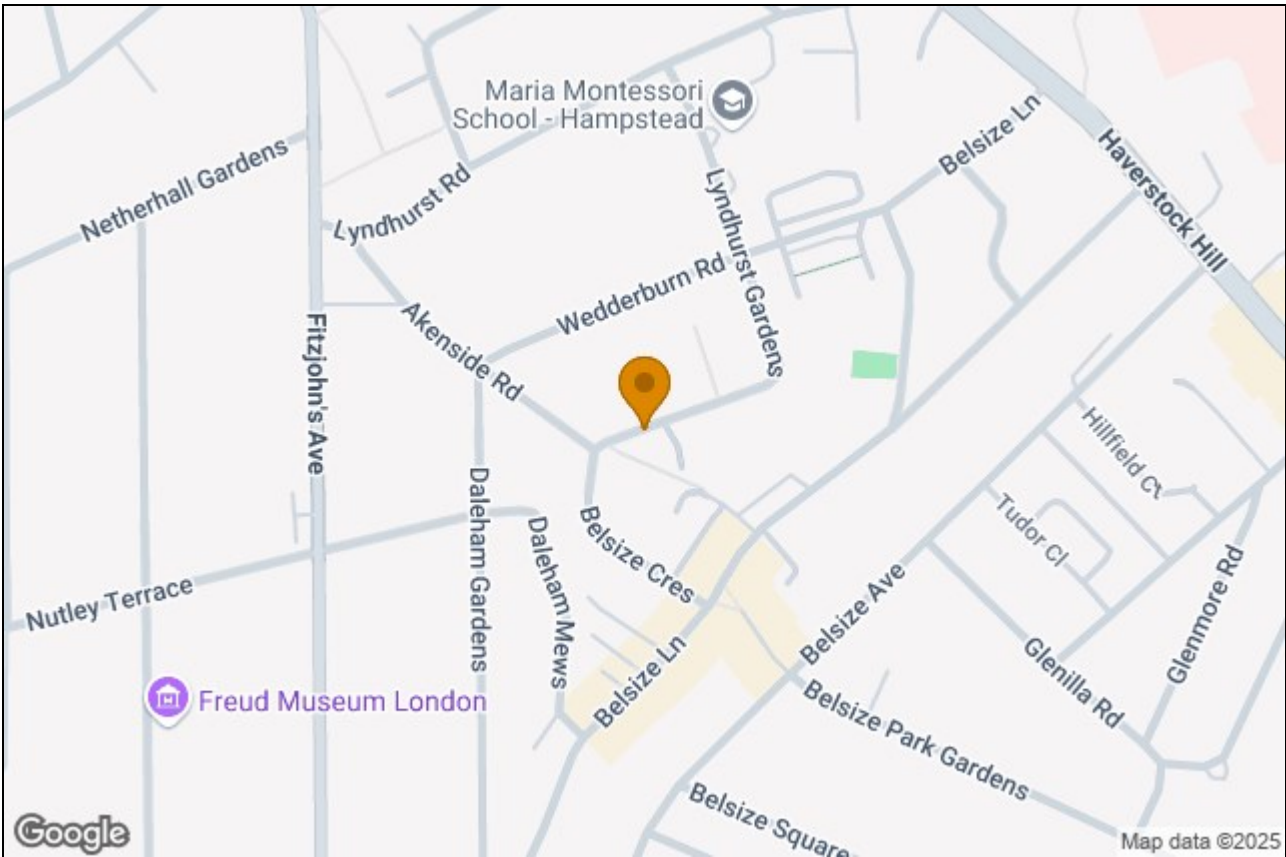 Maria Montessori
School - Hampstead
Belsize Ln
Haverstock Hill
Netherhall Gardens
Lyndhurst Rd
Lyndhurst Gardens
Wedderburn Rd
Akenside Rd
Fitzjohn's Ave
Hillfield Ct
Daleham Gardens
Daleham Mews
Belsize Cres
Tudor Cl
Glenmore Rd
Nutley Terrace
Belsize Ave
Glenilla Rd
Freud Museum London
Belsize Ln
Belsize Park Gardens
Belsize Square
Google
Map data ©2025